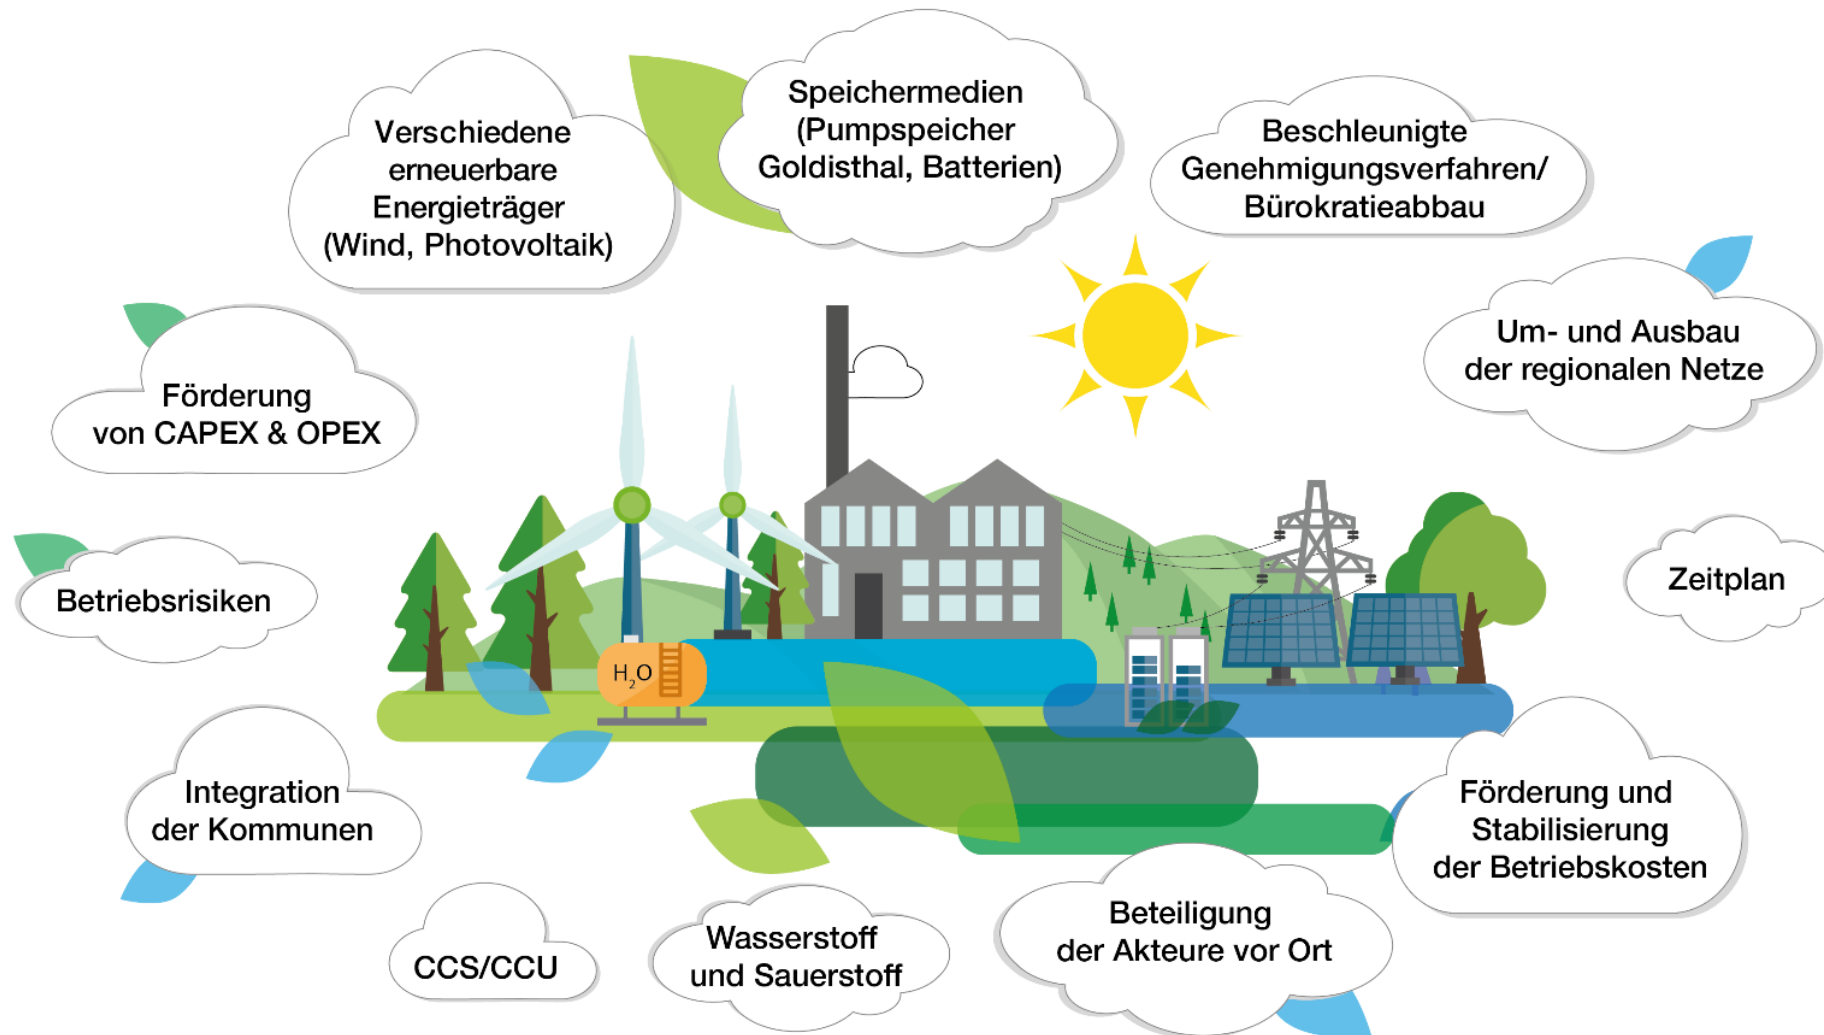 Verschiedene
erneuerbare
Energieträger
(Wind, Photovoltaik)
Speichermedien
(Pumpspeicher
Goldisthal, Batterien)
Beschleunigte
Genehmigungsverfahren/
Bürokratieabbau
Förderung
von CAPEX & OPEX
Um- und Ausbau
der regionalen Netze
Betriebsrisiken
Zeitplan
H₂O
Integration
der Kommunen
Förderung und
Stabilisierung
der Betriebskosten
CCS/CCU
Wasserstoff
und Sauerstoff
Beteiligung
der Akteure vor Ort